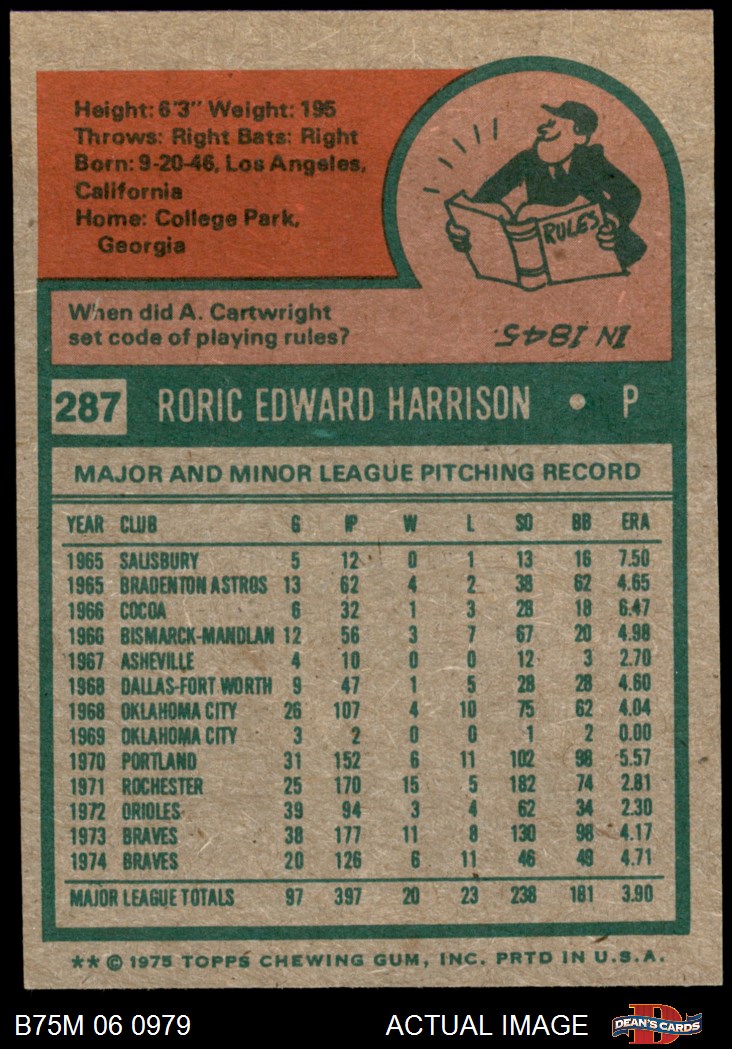 Height: 6'3" Weight: 195
Throws: Right Bats: Right
Born: 9-20-46, Los Angeles,
California
Home: College Park,
Georgia
RULES
When did A. Cartwright
set code of playing rules?
IN 1845.
287 RORIC EDWARD HARRISON • P
MAJOR AND MINOR LEAGUE PITCHING RECORD
YEAR CLUB G IP W L SO BB ERA
1965 SALISBURY 5 12 0 1 13 16 7.50
1965 BRADENTON ASTROS 13 62 4 2 38 62 4.65
1966 COCOA 6 32 1 3 28 18 6.47
1966 BISMARCK-MANDLAN 12 56 3 7 67 20 4.98
1967 ASHEVILLE 4 10 0 0 12 3 2.70
1968 DALLAS-FORT WORTH 9 47 1 5 28 28 4.60
1968 OKLAHOMA CITY 26 107 4 10 75 62 4.04
1969 OKLAHOMA CITY 3 2 0 0 1 2 0.00
1970 PORTLAND 31 152 6 11 102 98 5.57
1971 ROCHESTER 25 170 15 5 182 74 2.81
1972 ORIOLES 39 94 3 4 62 34 2.30
1973 BRAVES 38 177 11 8 130 98 4.17
1974 BRAVES 20 126 6 11 46 49 4.71
MAJOR LEAGUE TOTALS 97 397 20 23 238 181 3.90
** © 1975 TOPPS CHEWING GUM, INC. PRTD IN U.S.A.
B75M 06 0979 ACTUAL IMAGE DEAN'S CARDS